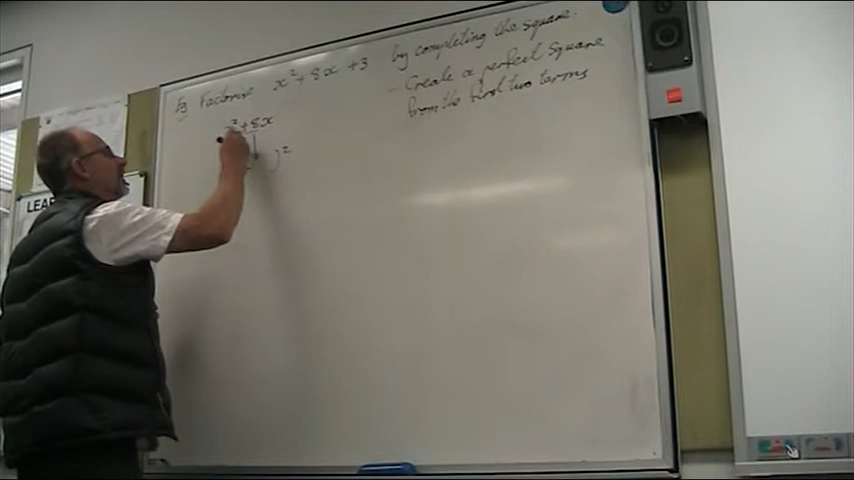 Eg Factorise x² + 8x + 3 by completing the square.
- Create a perfect square
from the first two terms
x² + 8x
)²
LEA